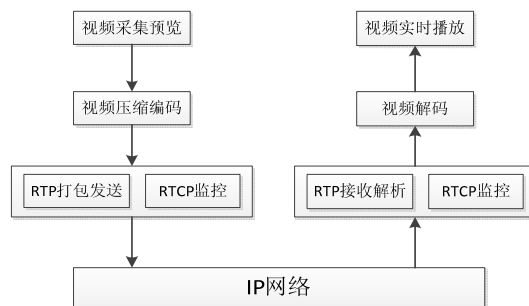 视频采集预览
视频压缩编码
RTP打包发送
RTCP监控
视频实时播放
视频解码
RTP接收解析
RTCP监控
IP网络